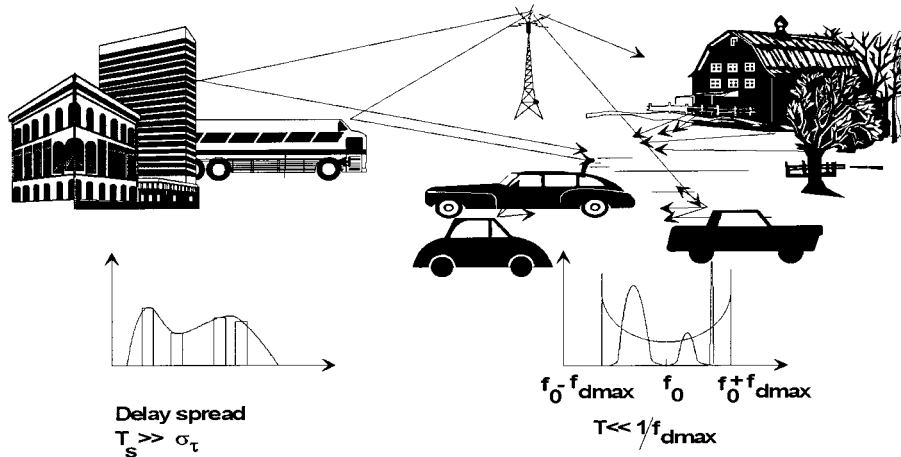 f0-fdmax f0 f0+fdmax
Delay spread
Ts >> στ
T<< 1/fdmax